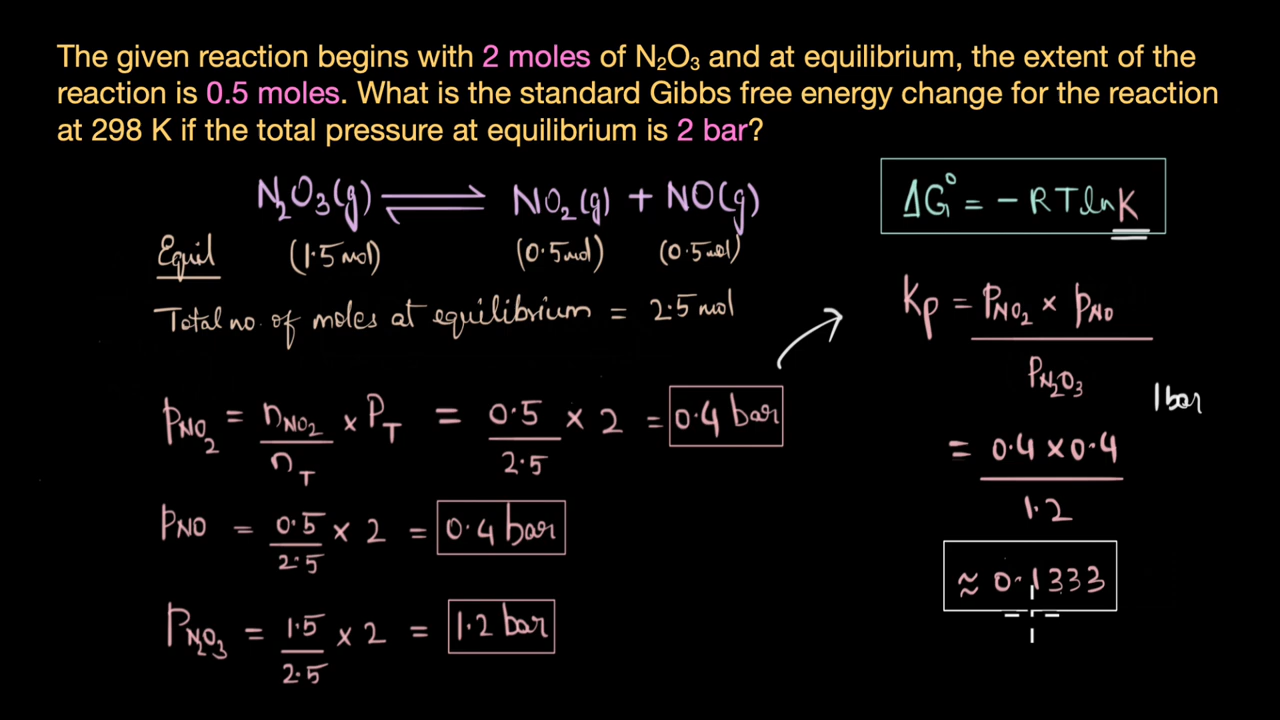 The given reaction begins with 2 moles of N₂O₃ and at equilibrium, the extent of the
reaction is 0.5 moles. What is the standard Gibbs free energy change for the reaction
at 298 K if the total pressure at equilibrium is 2 bar?
N₂O₃(g) ⇌ NO₂(g) + NO(g)
Equil (1.5 mol) (0.5 mol) (0.5 mol)
Total no. of moles at equilibrium = 2.5 mol
pNO₂ = nNO₂/nT × PT = 0.5/2.5 × 2 = 0.4 bar
pNO = 0.5/2.5 × 2 = 0.4 bar
PN₂O₃ = 1.5/2.5 × 2 = 1.2 bar
ΔG° = -RT ln K
Kp = PNO₂ × PNO / PN₂O₃
1 bar
= 0.4 × 0.4 / 1.2
≈ 0.1333